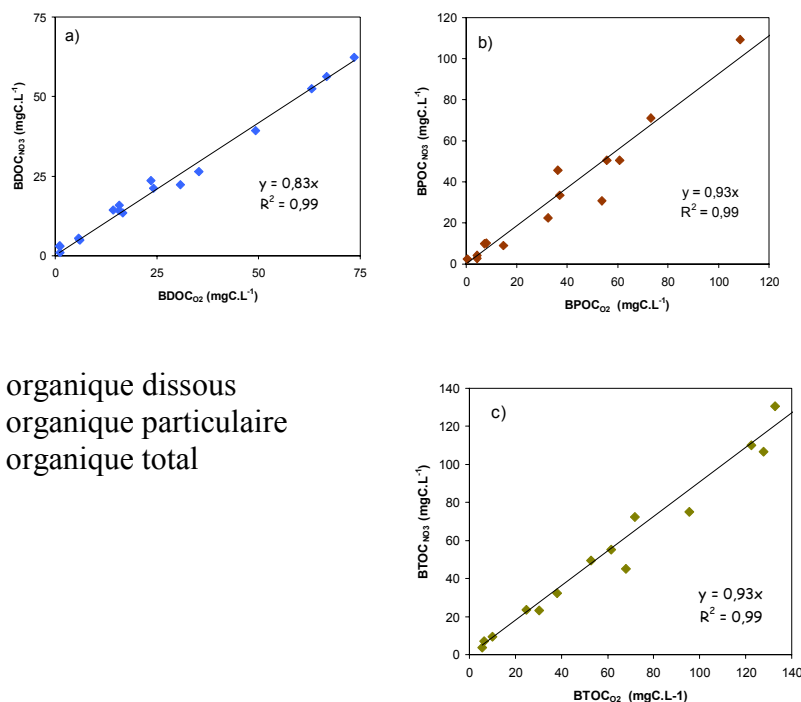 a)
75
50
25
0
0
25
50
75
BDOC_NO3 (mgC.L⁻¹)
BDOC_O2 (mgC.L⁻¹)
y = 0,83x
R² = 0,99
b)
120
100
80
60
40
20
0
0
20
40
60
80
100
120
BPOC_NO3 (mgC.L⁻¹)
BPOC_O2 (mgC.L⁻¹)
y = 0,93x
R² = 0,99
organique dissous
organique particulaire
organique total
c)
140
120
100
80
60
40
20
0
0
20
40
60
80
100
120
140
BTOC_NO3 (mgC.L⁻¹)
BTOC_O2 (mgC.L-1)
y = 0,93x
R² = 0,99